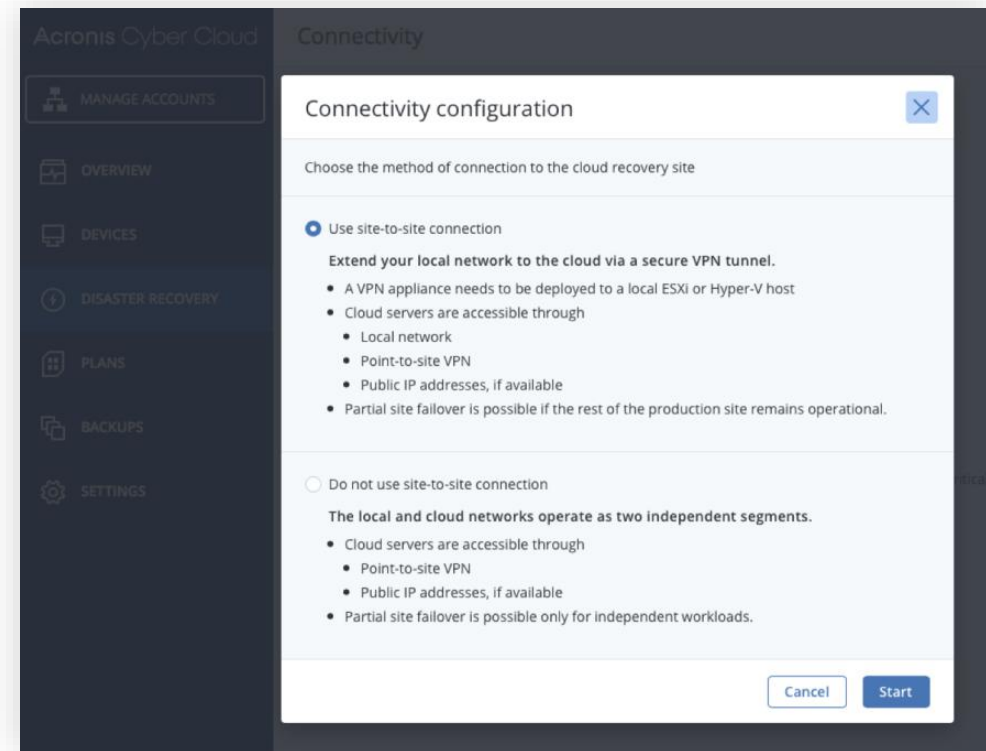 Acronis Cyber Cloud
Connectivity
MANAGE ACCOUNTS
OVERVIEW
DEVICES
DISASTER RECOVERY
PLANS
BACKUPS
SETTINGS
Connectivity configuration
Choose the method of connection to the cloud recovery site
Use site-to-site connection
Extend your local network to the cloud via a secure VPN tunnel.
• A VPN appliance needs to be deployed to a local ESXi or Hyper-V host
• Cloud servers are accessible through
• Local network
• Point-to-site VPN
• Public IP addresses, if available
• Partial site failover is possible if the rest of the production site remains operational.
Do not use site-to-site connection
The local and cloud networks operate as two independent segments.
• Cloud servers are accessible through
• Point-to-site VPN
• Public IP addresses, if available
• Partial site failover is possible only for independent workloads.
Cancel
Start